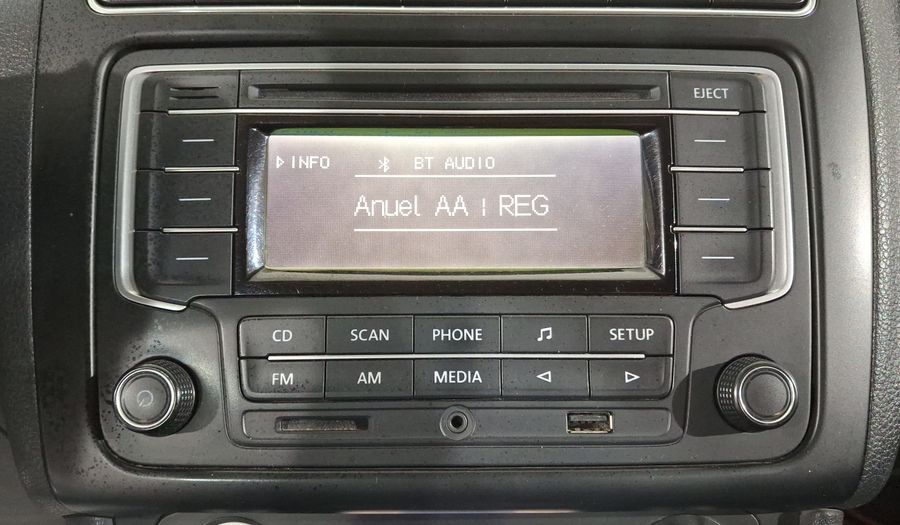 EJECT
INFO BT AUDIO
Anuel AA | REG
CD SCAN PHONE SETUP
FM AM MEDIA